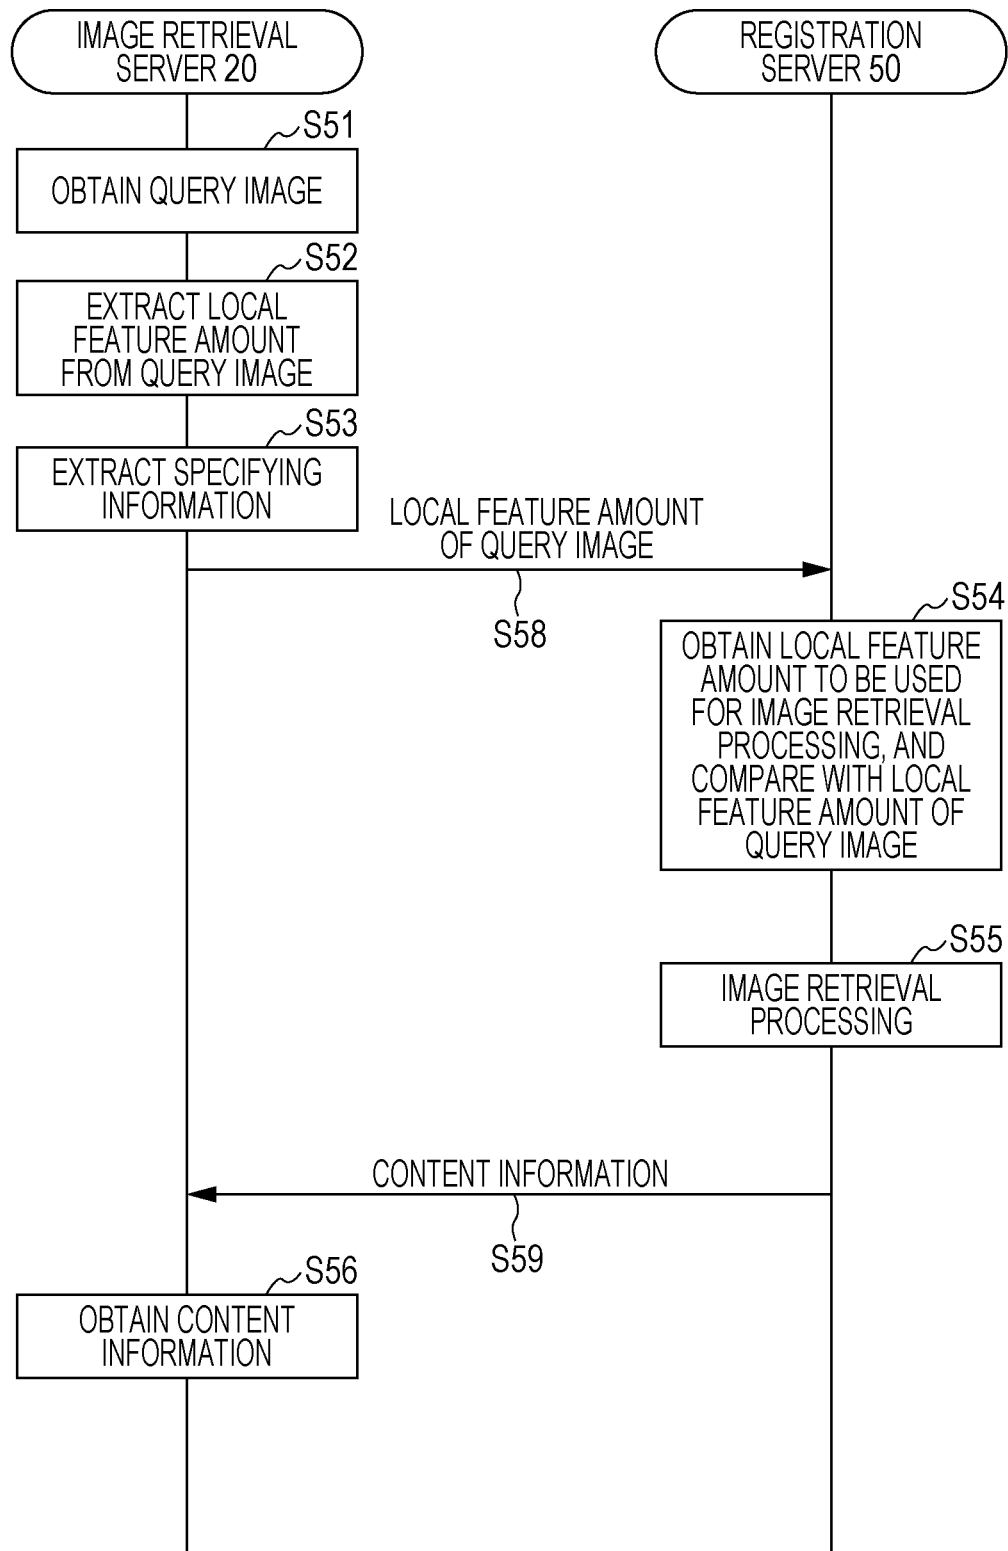 IMAGE RETRIEVAL
SERVER 20
REGISTRATION
SERVER 50
S51
OBTAIN QUERY IMAGE
S52
EXTRACT LOCAL
FEATURE AMOUNT
FROM QUERY IMAGE
S53
EXTRACT SPECIFYING
INFORMATION
LOCAL FEATURE AMOUNT
OF QUERY IMAGE
S58
S54
OBTAIN LOCAL FEATURE
AMOUNT TO BE USED
FOR IMAGE RETRIEVAL
PROCESSING, AND
COMPARE WITH LOCAL
FEATURE AMOUNT OF
QUERY IMAGE
S55
IMAGE RETRIEVAL
PROCESSING
CONTENT INFORMATION
S59
S56
OBTAIN CONTENT
INFORMATION